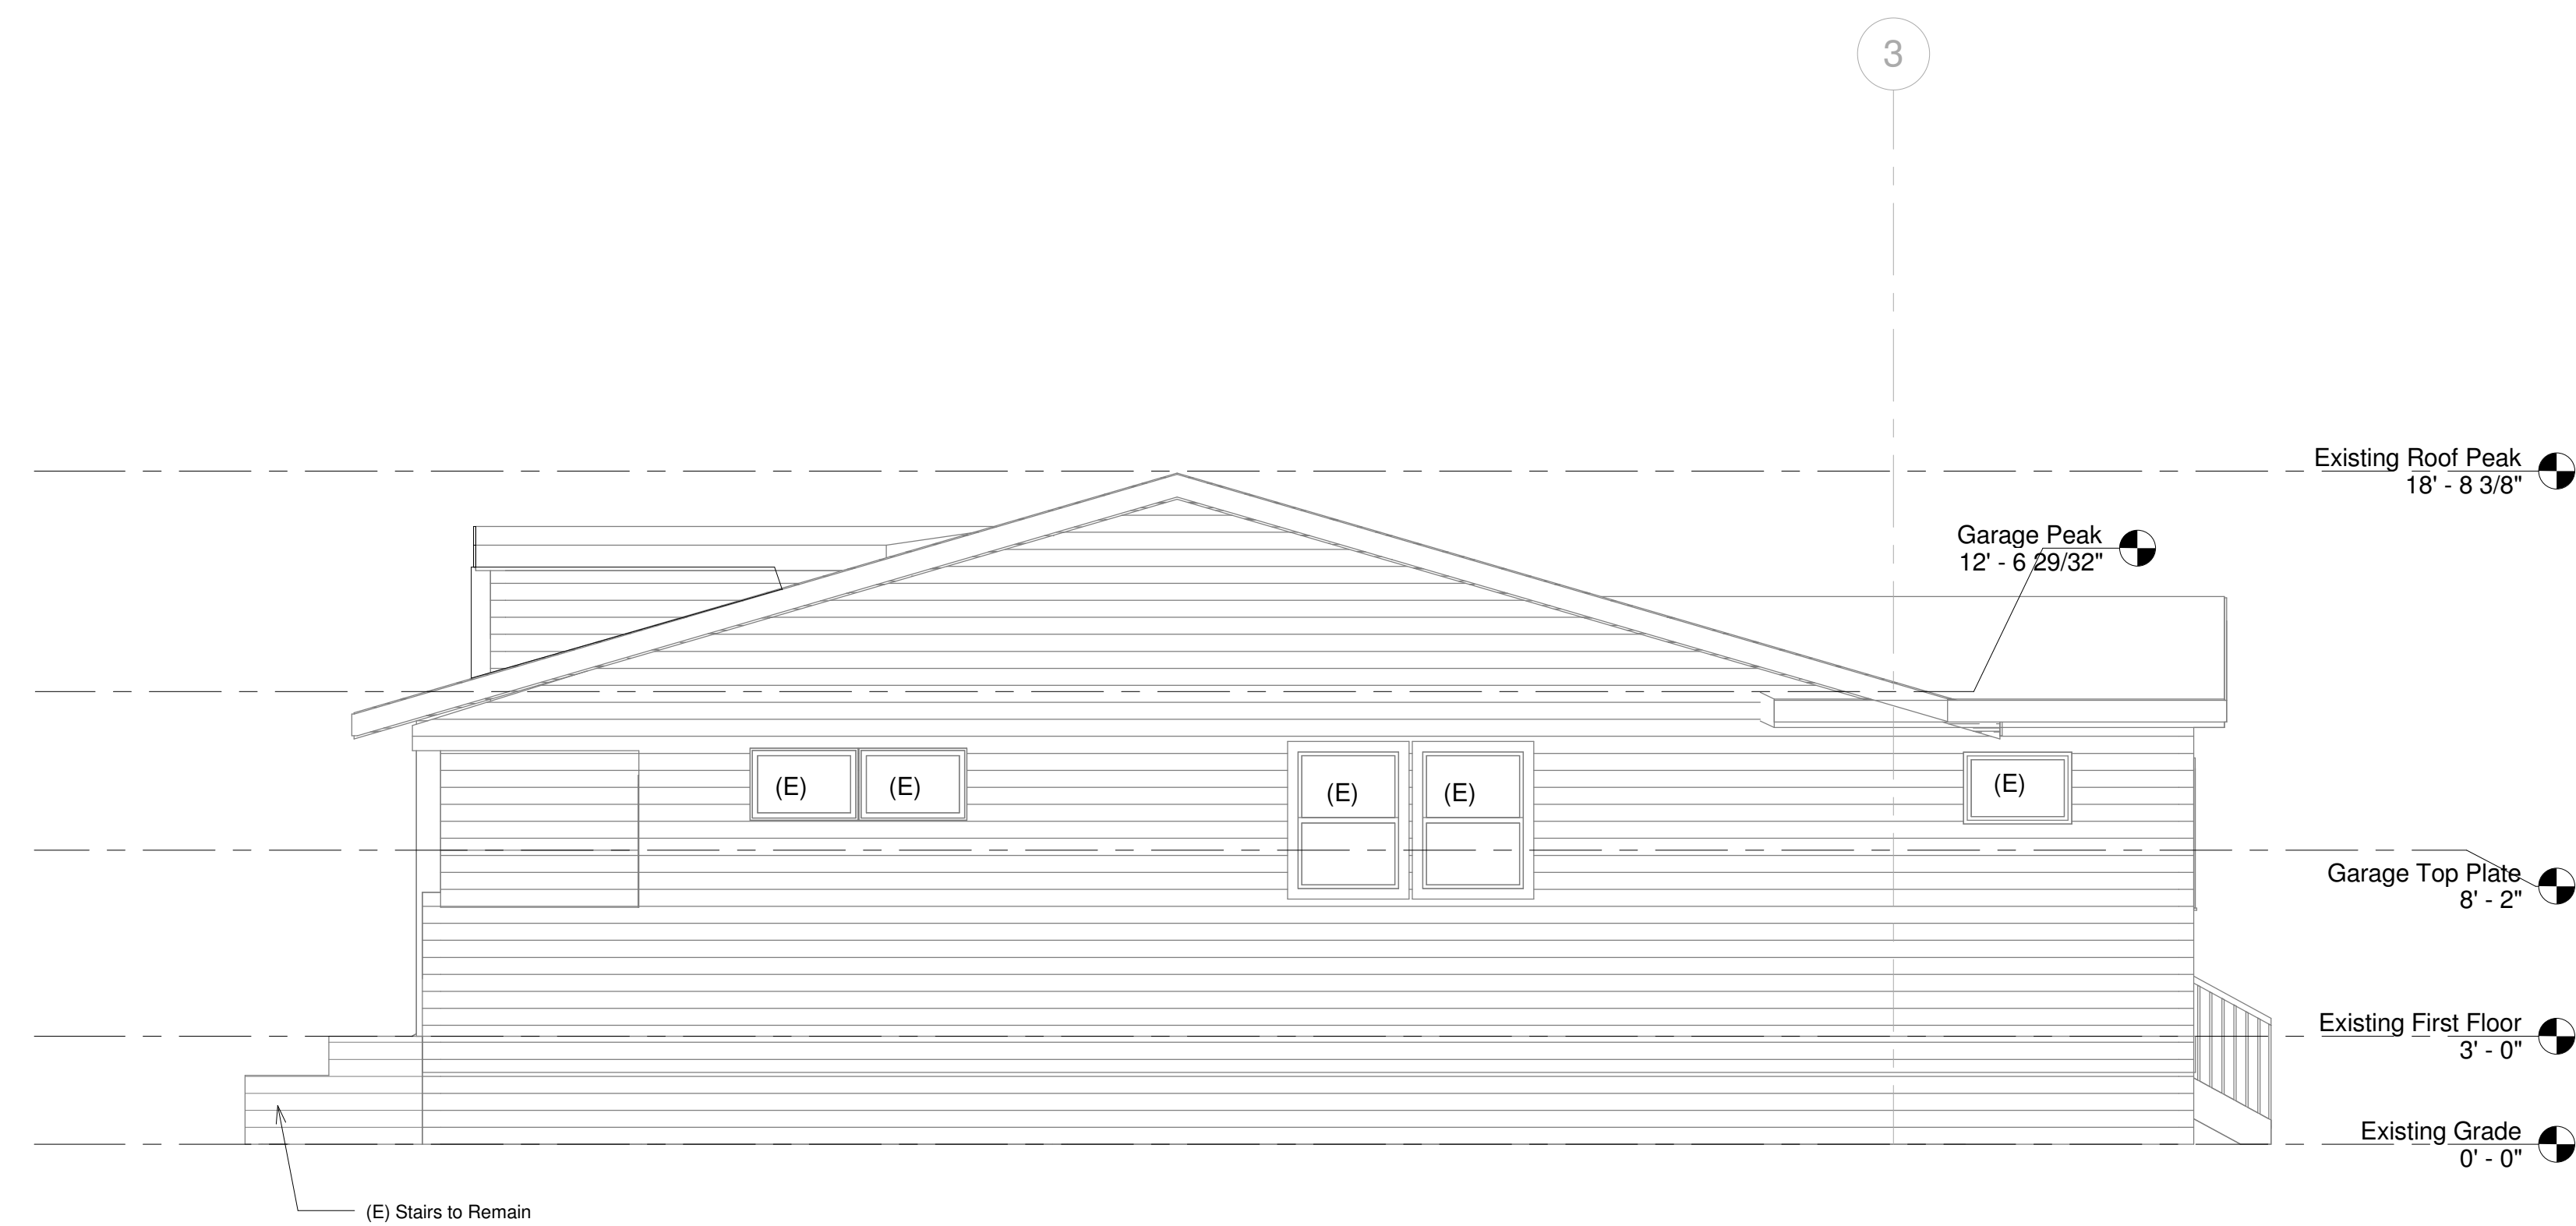 3
Existing Roof Peak
18' - 8 3/8"
Garage Peak
12' - 6 29/32"
(E) (E) (E) (E) (E)
Garage Top Plate
8' - 2"
Existing First Floor
3' - 0"
Existing Grade
0' - 0"
(E) Stairs to Remain